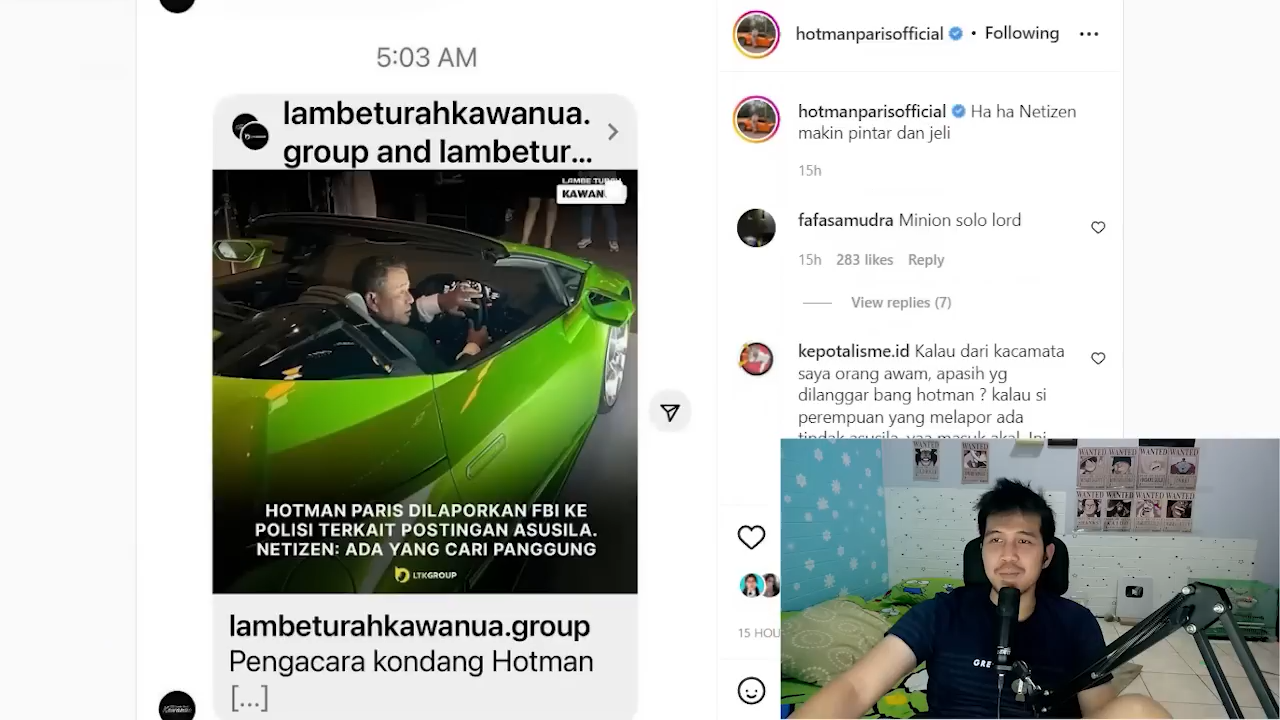 5:03 AM
lambeturahkawanua.
group and lambetur...
LAMBE TURAH
KAWAN
HOTMAN PARIS DILAPORKAN FBI KE
POLISI TERKAIT POSTINGAN ASUSILA.
NETIZEN: ADA YANG CARI PANGGUNG
LTKGROUP
lambeturahkawanua.group
Pengacara kondang Hotman
[...]
hotmanparisofficial • Following
hotmanparisofficial Ha ha Netizen
makin pintar dan jeli
15h
fafasamudra Minion solo lord
15h 283 likes Reply
View replies (7)
kepotalisme.id Kalau dari kacamata
saya orang awam, apasih yg
dilanggar bang hotman ? kalau si
perempuan yang melapor ada
tindak asusila, yaa masuk akal. Ini
15 HOU
WANTED
WANTED
WANTED
WANTED
WANTED
WANTED
WANTED
WANTED
WANTED
WANTED
GRE